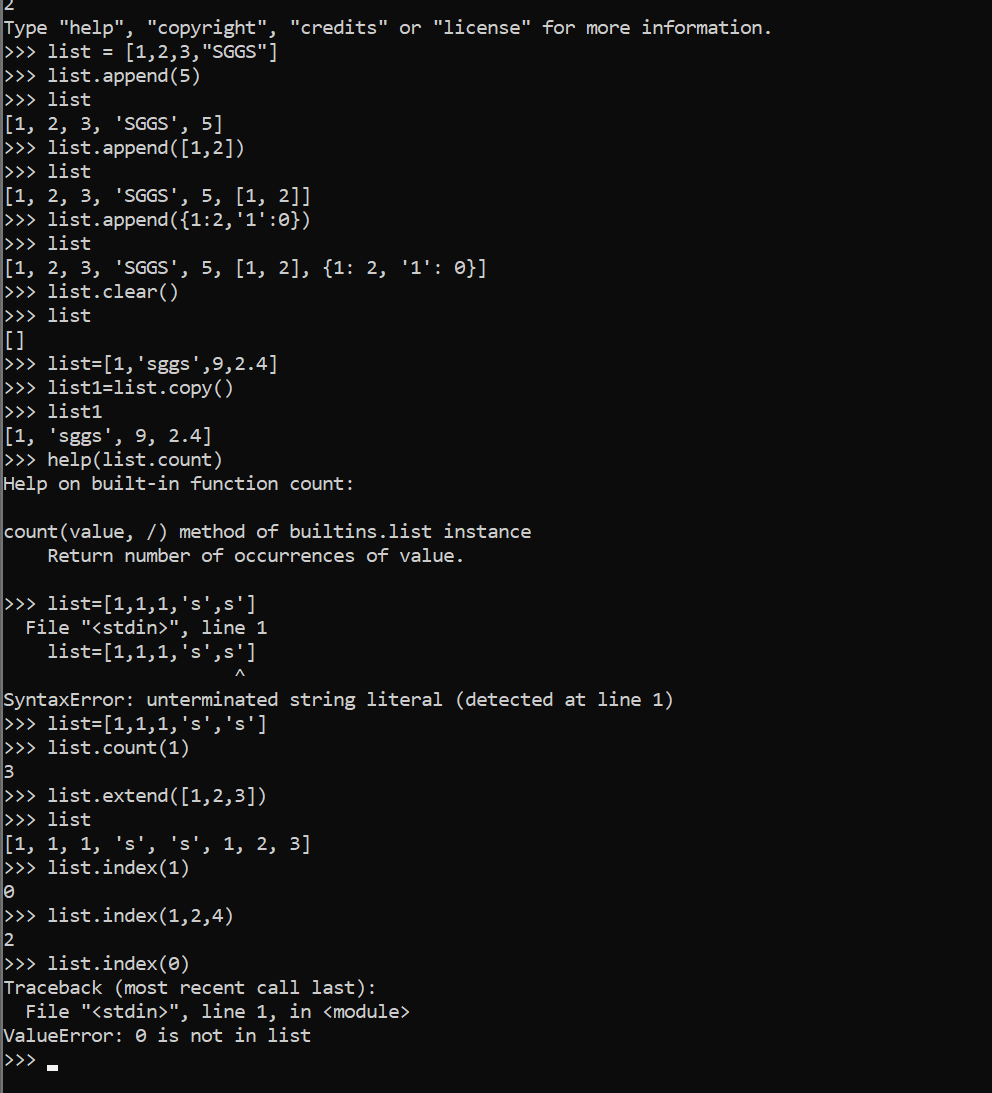 2
Type "help", "copyright", "credits" or "license" for more information.
>>> list = [1,2,3,"SGGS"]
>>> list.append(5)
>>> list
[1, 2, 3, 'SGGS', 5]
>>> list.append([1,2])
>>> list
[1, 2, 3, 'SGGS', 5, [1, 2]]
>>> list.append({1:2,'1':0})
>>> list
[1, 2, 3, 'SGGS', 5, [1, 2], {1: 2, '1': 0}]
>>> list.clear()
>>> list
[]
>>> list=[1,'sggs',9,2.4]
>>> list1=list.copy()
>>> list1
[1, 'sggs', 9, 2.4]
>>> help(list.count)
Help on built-in function count:

count(value, /) method of builtins.list instance
    Return number of occurrences of value.

>>> list=[1,1,1,'s',s']
  File "<stdin>", line 1
    list=[1,1,1,'s',s']
                     ^
SyntaxError: unterminated string literal (detected at line 1)
>>> list=[1,1,1,'s','s']
>>> list.count(1)
3
>>> list.extend([1,2,3])
>>> list
[1, 1, 1, 's', 's', 1, 2, 3]
>>> list.index(1)
0
>>> list.index(1,2,4)
2
>>> list.index(0)
Traceback (most recent call last):
  File "<stdin>", line 1, in <module>
ValueError: 0 is not in list
>>>